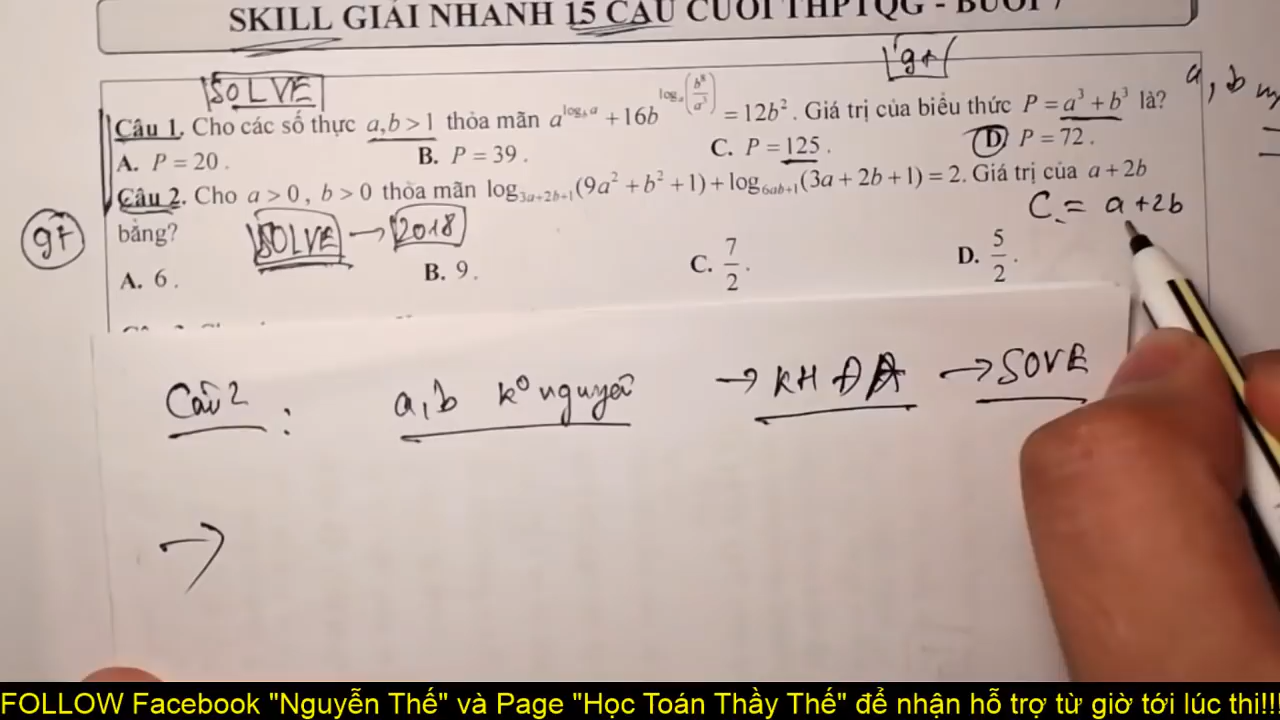 SKILL GIẢI NHANH 15 CÂU CUỐI THPTQG - BUỔI 7
SOLVE
Câu 1. Cho các số thực a,b > 1 thỏa mãn a^{log_b a} + 16b^{log_a(b^8/a^3)} = 12b^2. Giá trị của biểu thức P = a^3 + b^3 là?
a, b
A. P = 20. B. P = 39. C. P = 125. D. P = 72.
Câu 2. Cho a > 0, b > 0 thỏa mãn log_{3a+2b+1}(9a^2 + b^2 + 1) + log_{6ab+1}(3a + 2b + 1) = 2. Giá trị của a + 2b
bằng?
SOLVE → 2018
C = a + 2b
97
A. 6. B. 9. C. 7/2. D. 5/2.
Câu 2 : a,b k° nguyên → KH ĐA → SOVE
→
FOLLOW Facebook "Nguyễn Thế" và Page "Học Toán Thầy Thế" để nhận hỗ trợ từ giờ tới lúc thi!!!